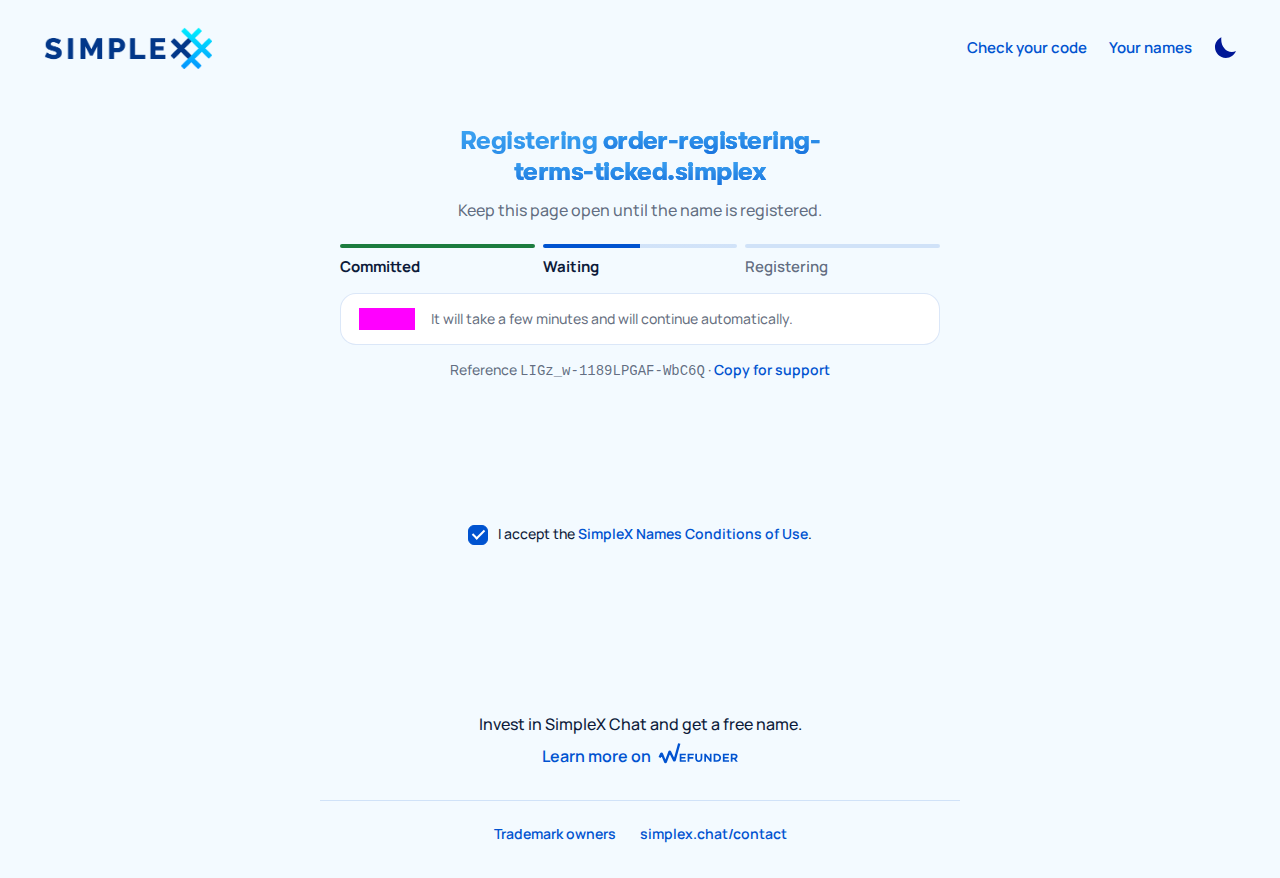 SIMPLEX
Check your code
Your names
Registering order-registering-
terms-ticked.simplex
Keep this page open until the name is registered.
Committed
Waiting
Registering
It will take a few minutes and will continue automatically.
Reference LIGz_w-1189LPGAF-WbC6Q · Copy for support
I accept the SimpleX Names Conditions of Use.
Invest in SimpleX Chat and get a free name.
Learn more on WEFUNDER
Trademark owners
simplex.chat/contact